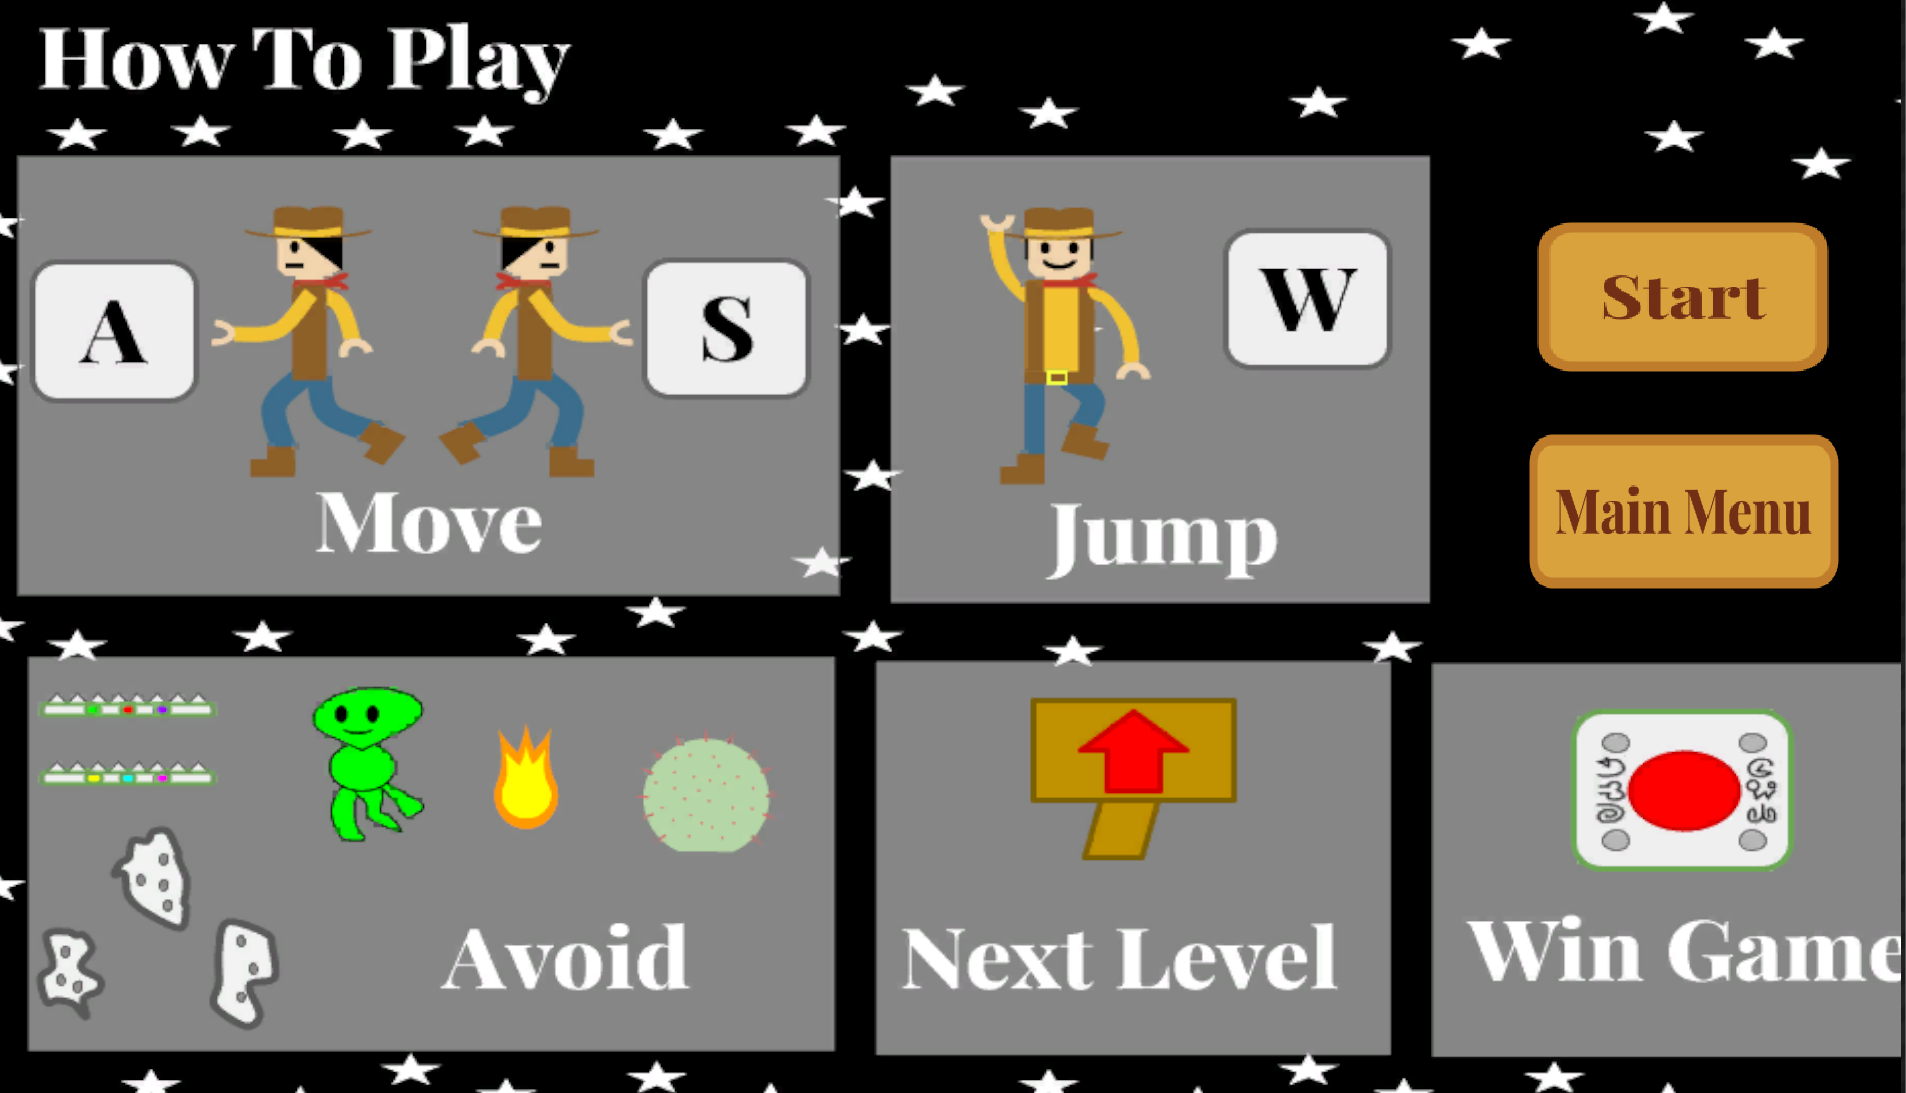 How To Play
A
S
Move
W
Jump
Start
Main Menu
Avoid
Next Level
Win Game